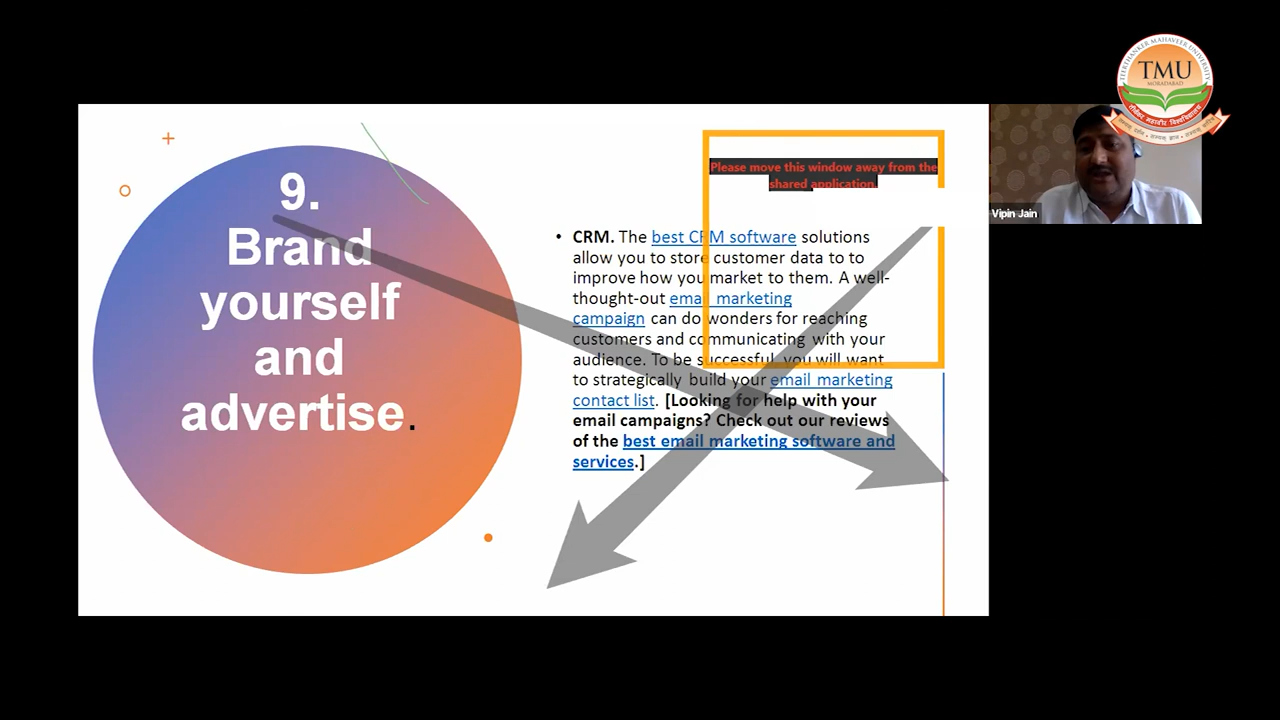 9.
Brand
yourself
and
advertise.
Please move this window away from the
shared application.
• CRM. The best CRM software solutions
allow you to store customer data to to
improve how you market to them. A well-
thought-out email marketing
campaign can do wonders for reaching
customers and communicating with your
audience. To be successful, you will want
to strategically build your email marketing
contact list. [Looking for help with your
email campaigns? Check out our reviews
of the best email marketing software and
services.]
TEERTHANKER MAHAVEER UNIVERSITY
TMU
MORADABAD
Vipin Jain